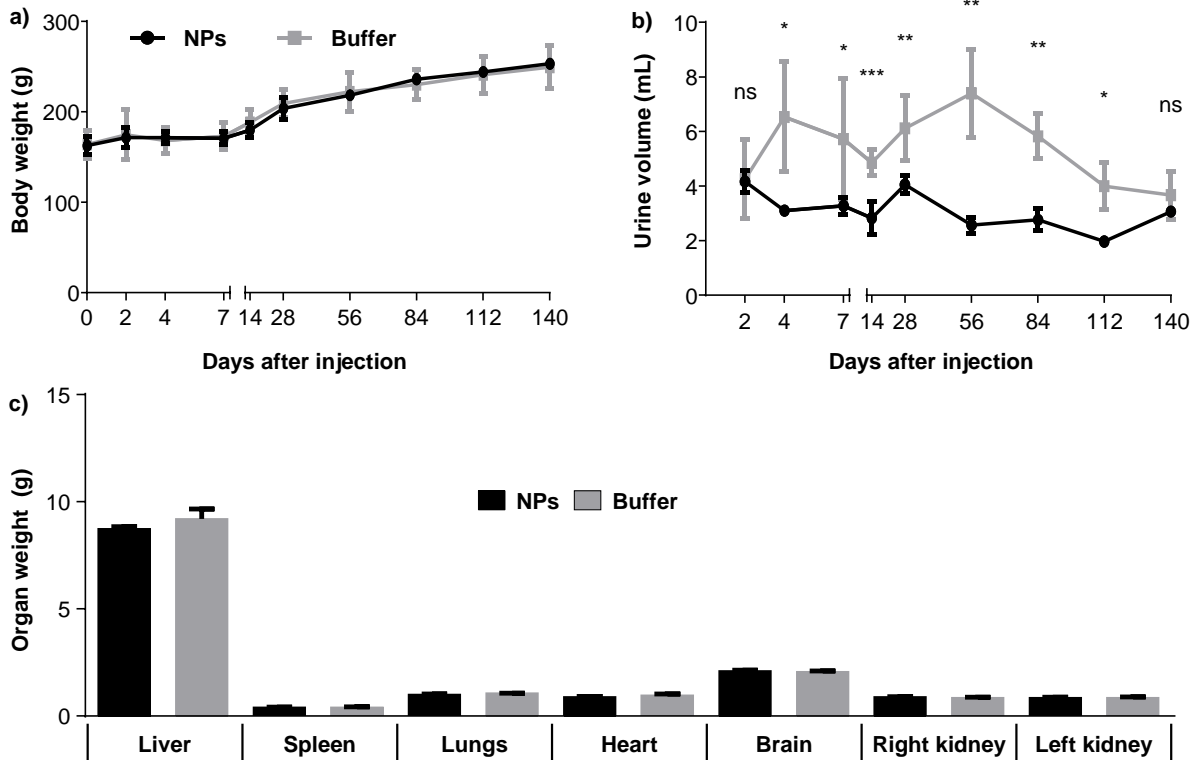 a)
NPs Buffer
Body weight (g)
300
200
100
0
0 2 4 7 14 28 56 84 112 140
Days after injection
b)
Urine volume (mL)
10
8
6
4
2
0
ns * * *** ** ** ** * ns
2 4 7 14 28 56 84 112 140
Days after injection
c)
Organ weight (g)
15
10
5
0
NPs Buffer
Liver Spleen Lungs Heart Brain Right kidney Left kidney